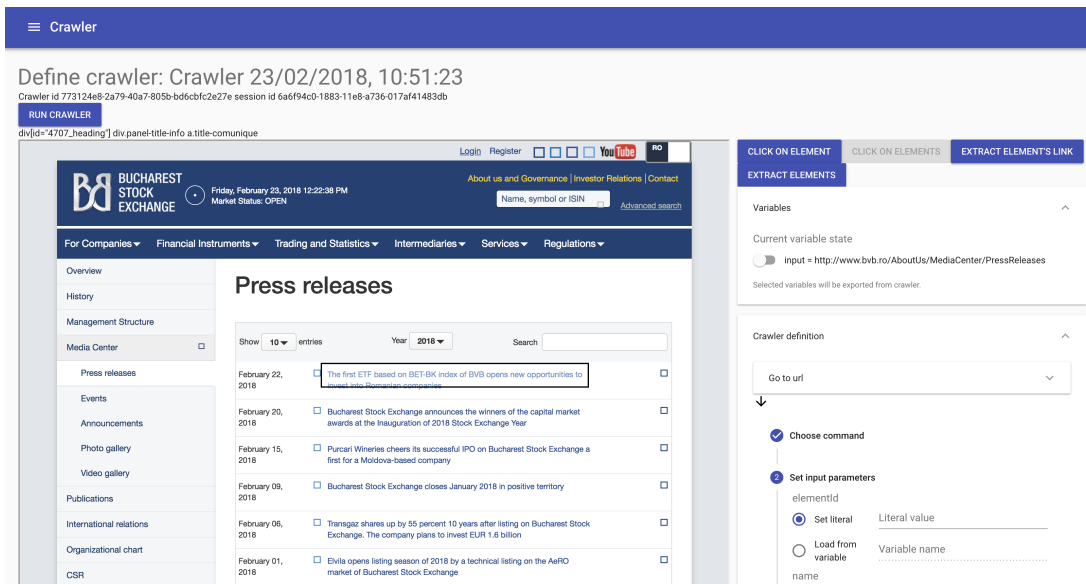 Crawler
Define crawler: Crawler 23/02/2018, 10:51:23
Crawler id 773124e8-2a79-40a7-805b-bd6cbfc2e27e session id 6a6f94c0-1883-11e8-a736-017af41483db
RUN CRAWLER
div[id="4707_heading"] div.panel-title-info a.title-comunique
Login Register YouTube RO
BUCHAREST
STOCK
EXCHANGE
Friday, February 23, 2018 12:22:38 PM
Market Status: OPEN
About us and Governance | Investor Relations | Contact
Name, symbol or ISIN
Advanced search
For Companies Financial Instruments Trading and Statistics Intermediaries Services Regulations
Overview
History
Management Structure
Media Center
Press releases
Events
Announcements
Photo gallery
Video gallery
Publications
International relations
Organizational chart
CSR
Press releases
Show 10 entries Year 2018 Search
February 22,
2018
The first ETF based on BET-BK index of BVB opens new opportunities to
invest into Romanian companies
February 20,
2018
Bucharest Stock Exchange announces the winners of the capital market
awards at the Inauguration of 2018 Stock Exchange Year
February 15,
2018
Purcari Wineries cheers its successful IPO on Bucharest Stock Exchange a
first for a Moldova-based company
February 09,
2018
Bucharest Stock Exchange closes January 2018 in positive territory
February 06,
2018
Transgaz shares up by 55 percent 10 years after listing on Bucharest Stock
Exchange. The company plans to invest EUR 1.6 billion
February 01,
2018
Elvila opens listing season of 2018 by a technical listing on the AeRO
market of Bucharest Stock Exchange
CLICK ON ELEMENT CLICK ON ELEMENTS EXTRACT ELEMENT'S LINK
EXTRACT ELEMENTS
Variables
Current variable state
input = http://www.bvb.ro/AboutUs/MediaCenter/PressReleases
Selected variables will be exported from crawler.
Crawler definition
Go to url
Choose command
2 Set input parameters
elementId
Set literal Literal value
Load from
variable
Variable name
name